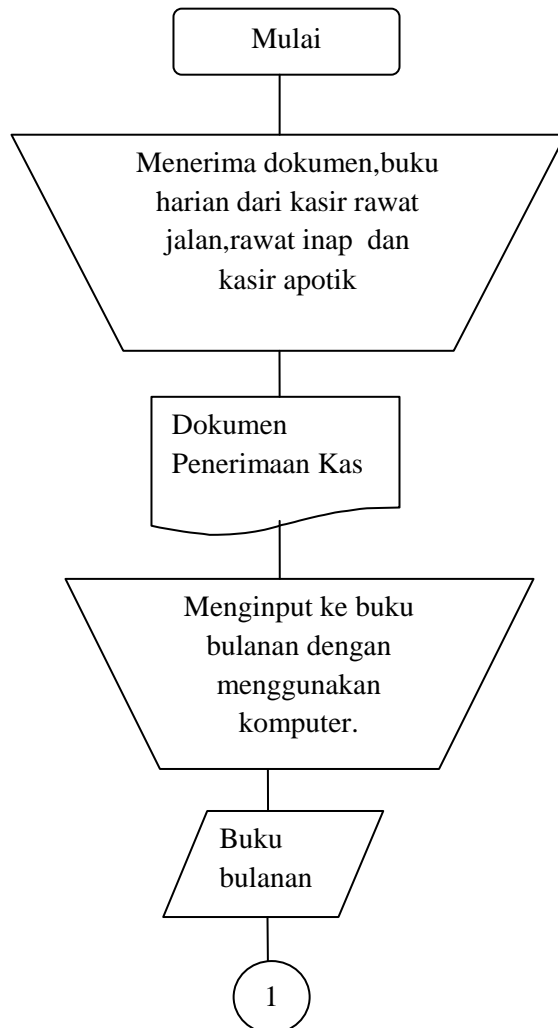 Mulai
Menerima dokumen,buku
harian dari kasir rawat
jalan,rawat inap dan
kasir apotik
Dokumen
Penerimaan Kas
Menginput ke buku
bulanan dengan
menggunakan
komputer.
Buku
bulanan
1